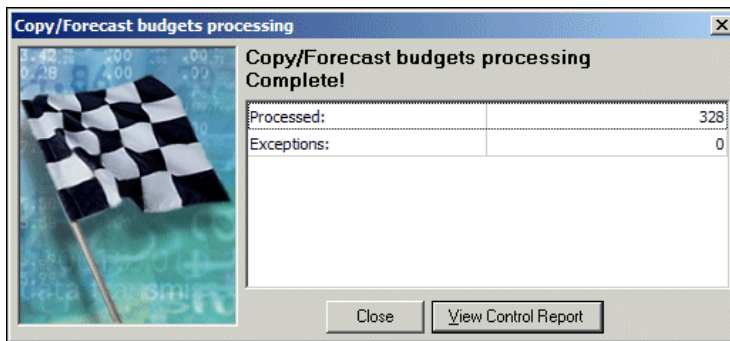 Copy/Forecast budgets processing
Copy/Forecast budgets processing
Complete!
Processed: 328
Exceptions: 0
Close View Control Report